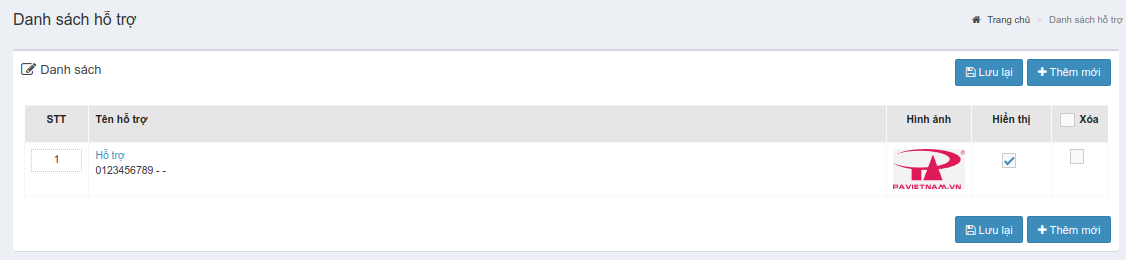 Danh sách hỗ trợ
Trang chủ > Danh sách hỗ trợ
Danh sách
Lưu lại Thêm mới
STT Tên hỗ trợ Hình ảnh Hiển thị Xóa
1 Hỗ trợ
0123456789 - -
PA
PAVIETNAM.VN
Lưu lại Thêm mới